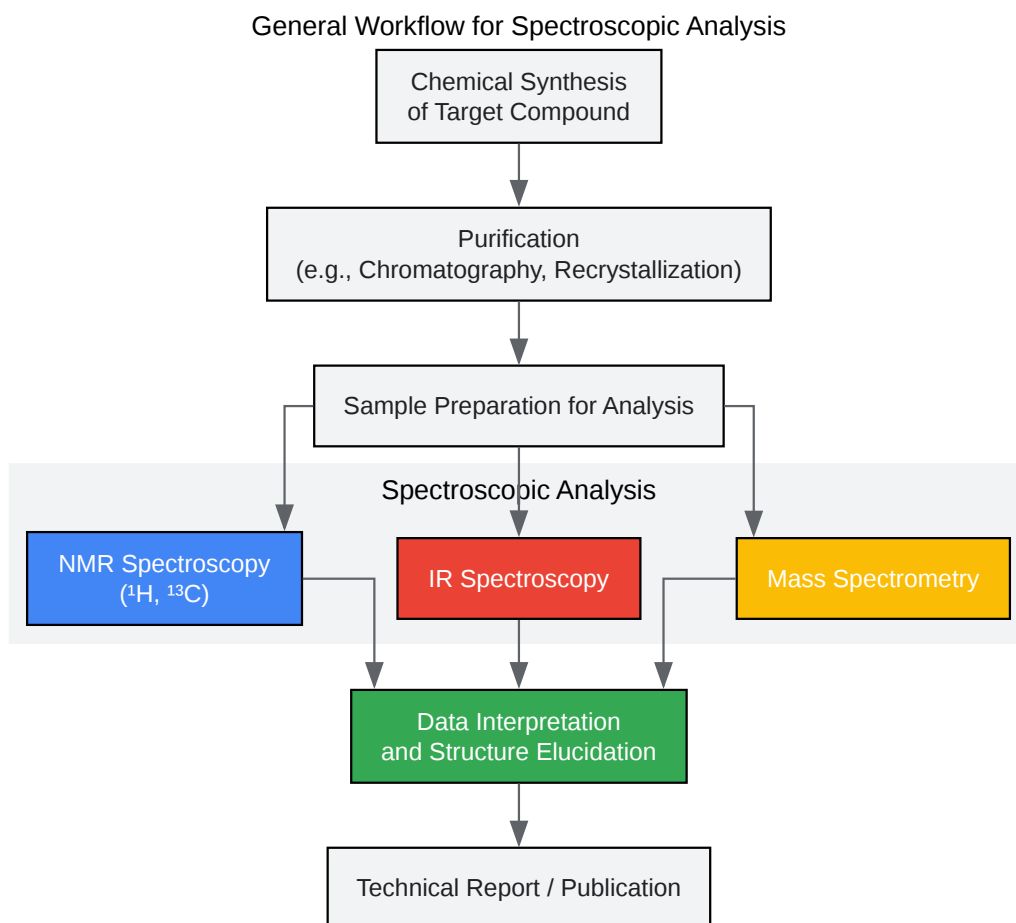 General Workflow for Spectroscopic Analysis
Chemical Synthesis
of Target Compound
Purification
(e.g., Chromatography, Recrystallization)
Sample Preparation for Analysis
Spectroscopic Analysis
NMR Spectroscopy
(¹H, ¹³C)
IR Spectroscopy
Mass Spectrometry
Data Interpretation
and Structure Elucidation
Technical Report / Publication